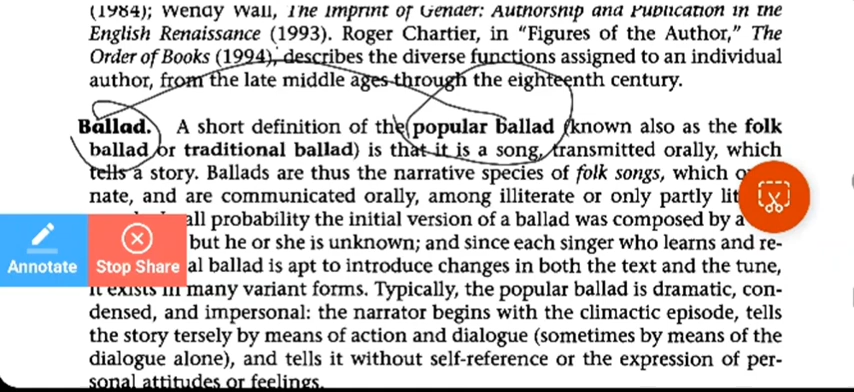 (1984); Wendy Wall, The Imprint of Gender: Authorship and Publication in the
English Renaissance (1993). Roger Chartier, in “Figures of the Author,” The
Order of Books (1994), describes the diverse functions assigned to an individual
author, from the late middle ages through the eighteenth century.
Ballad. A short definition of the popular ballad (known also as the folk
ballad or traditional ballad) is that it is a song, transmitted orally, which
tells a story. Ballads are thus the narrative species of folk songs, which
nate, and are communicated orally, among illiterate or only partly
all probability the initial version of a ballad was composed by a
but he or she is unknown; and since each singer who learns and re-
al ballad is apt to introduce changes in both the text and the tune,
it exists in many variant forms. Typically, the popular ballad is dramatic, con-
densed, and impersonal: the narrator begins with the climactic episode, tells
the story tersely by means of action and dialogue (sometimes by means of the
dialogue alone), and tells it without self-reference or the expression of per-
sonal attitudes or feelings.
Annotate
Stop Share